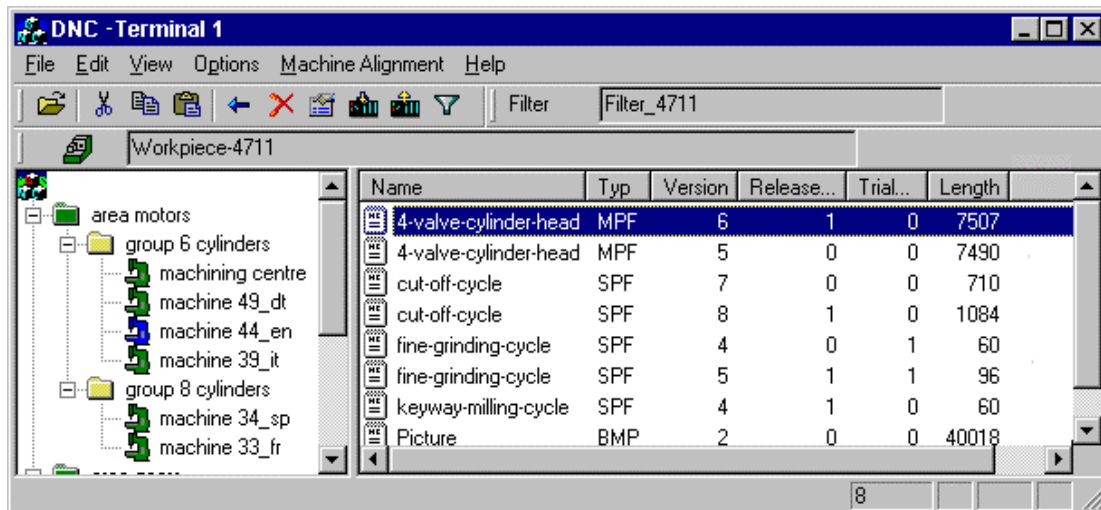 DNC -Terminal 1
File Edit View Options Machine Alignment Help
Filter Filter_4711
Workpiece-4711
area motors
group 6 cylinders
machining centre
machine 49_dt
machine 44_en
machine 39_it
group 8 cylinders
machine 34_sp
machine 33_fr
Name Typ Version Release... Trial... Length
4-valve-cylinder-head MPF 6 1 0 7507
4-valve-cylinder-head MPF 5 0 0 7490
cut-off-cycle SPF 7 0 0 710
cut-off-cycle SPF 8 1 0 1084
fine-grinding-cycle SPF 4 0 1 60
fine-grinding-cycle SPF 5 1 1 96
keyway-milling-cycle SPF 4 1 0 60
Picture BMP 2 0 0 40018
8